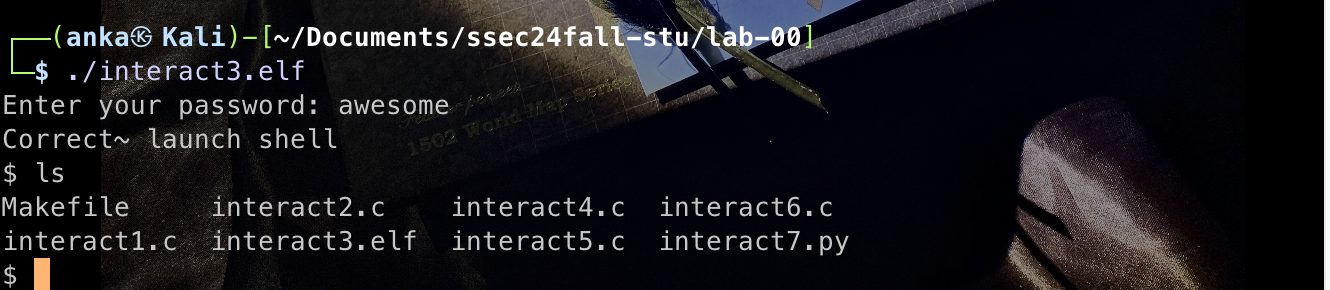 ┌──(anka㉿Kali)-[~/Documents/ssec24fall-stu/lab-00]
└─$ ./interact3.elf
Enter your password: awesome
Correct~ launch shell
1502 World Map Series
$ ls
Makefile     interact2.c    interact4.c  interact6.c
interact1.c  interact3.elf  interact5.c  interact7.py
$